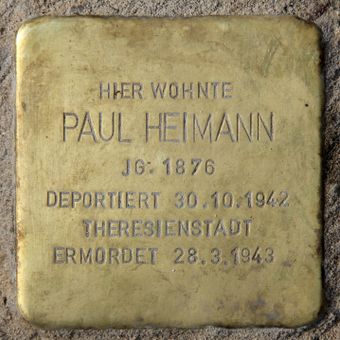 HIER WOHNTE
PAUL HEIMANN
JG. 1876
DEPORTIERT 30.10.1942
THERESIENSTADT
ERMORDET 28.3.1943